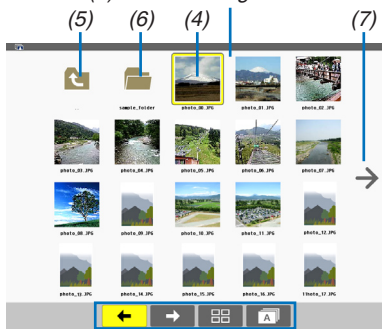 (5) (6) (4) (7)
sample_folder photo_00.JPG photo_01.JPG photo_02.JPG
photo_03.JPG photo_04.JPG photo_05.JPG photo_06.JPG photo_07.JPG
photo_08.JPG photo_09.JPG photo_10.JPG photo_11.JPG photo_12.JPG
photo_13.JPG photo_14.JPG photo_15.JPG photo_16.JPG photo_17.JPG
A